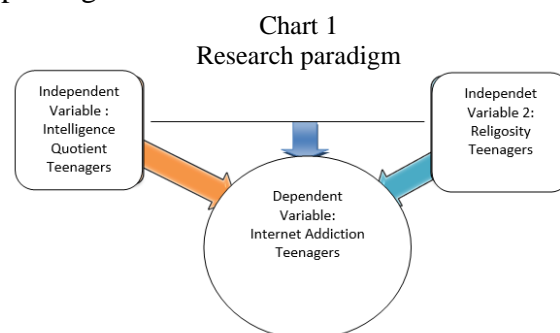 Chart 1
Research paradigm
Independent
Variable :
Intelligence
Quotient
Teenagers
Independet
Variable 2:
Religosity
Teenagers
Dependent
Variable:
Internet Addiction
Teenagers